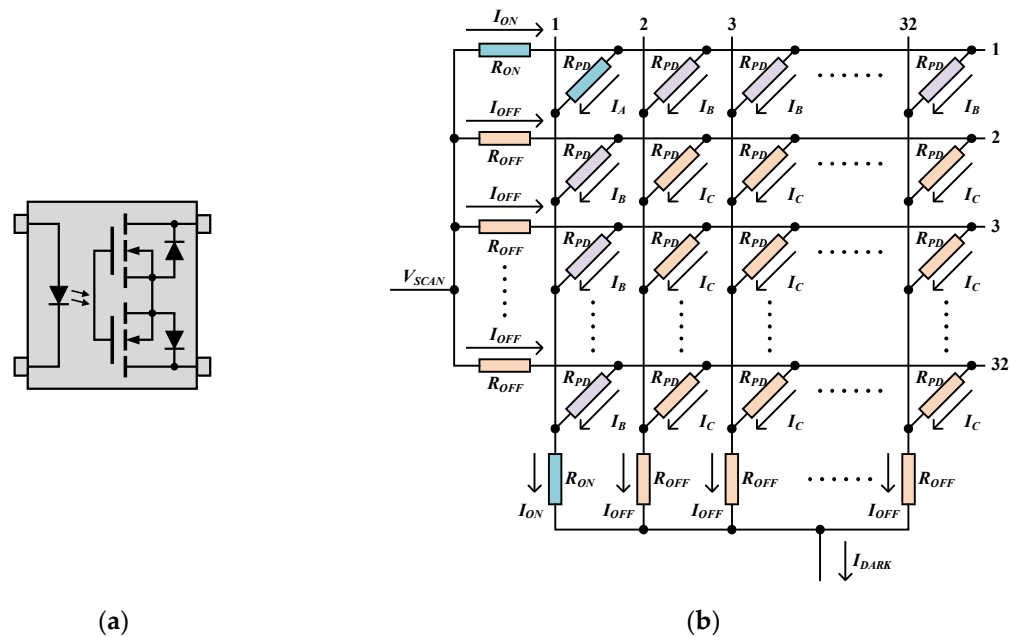 I_ON 1 2 3 32
R_ON R_PD R_PD R_PD R_PD 1
I_A I_B I_B ...... I_B
I_OFF
R_OFF R_PD R_PD R_PD R_PD 2
I_B I_C I_C ...... I_C
I_OFF
R_OFF R_PD R_PD R_PD R_PD 3
I_B I_C I_C ...... I_C
V_SCAN
I_OFF
R_OFF R_PD R_PD R_PD R_PD 32
I_B I_C I_C ...... I_C
R_ON R_OFF R_OFF ...... R_OFF
I_ON I_OFF I_OFF I_OFF
I_DARK
(a) (b)